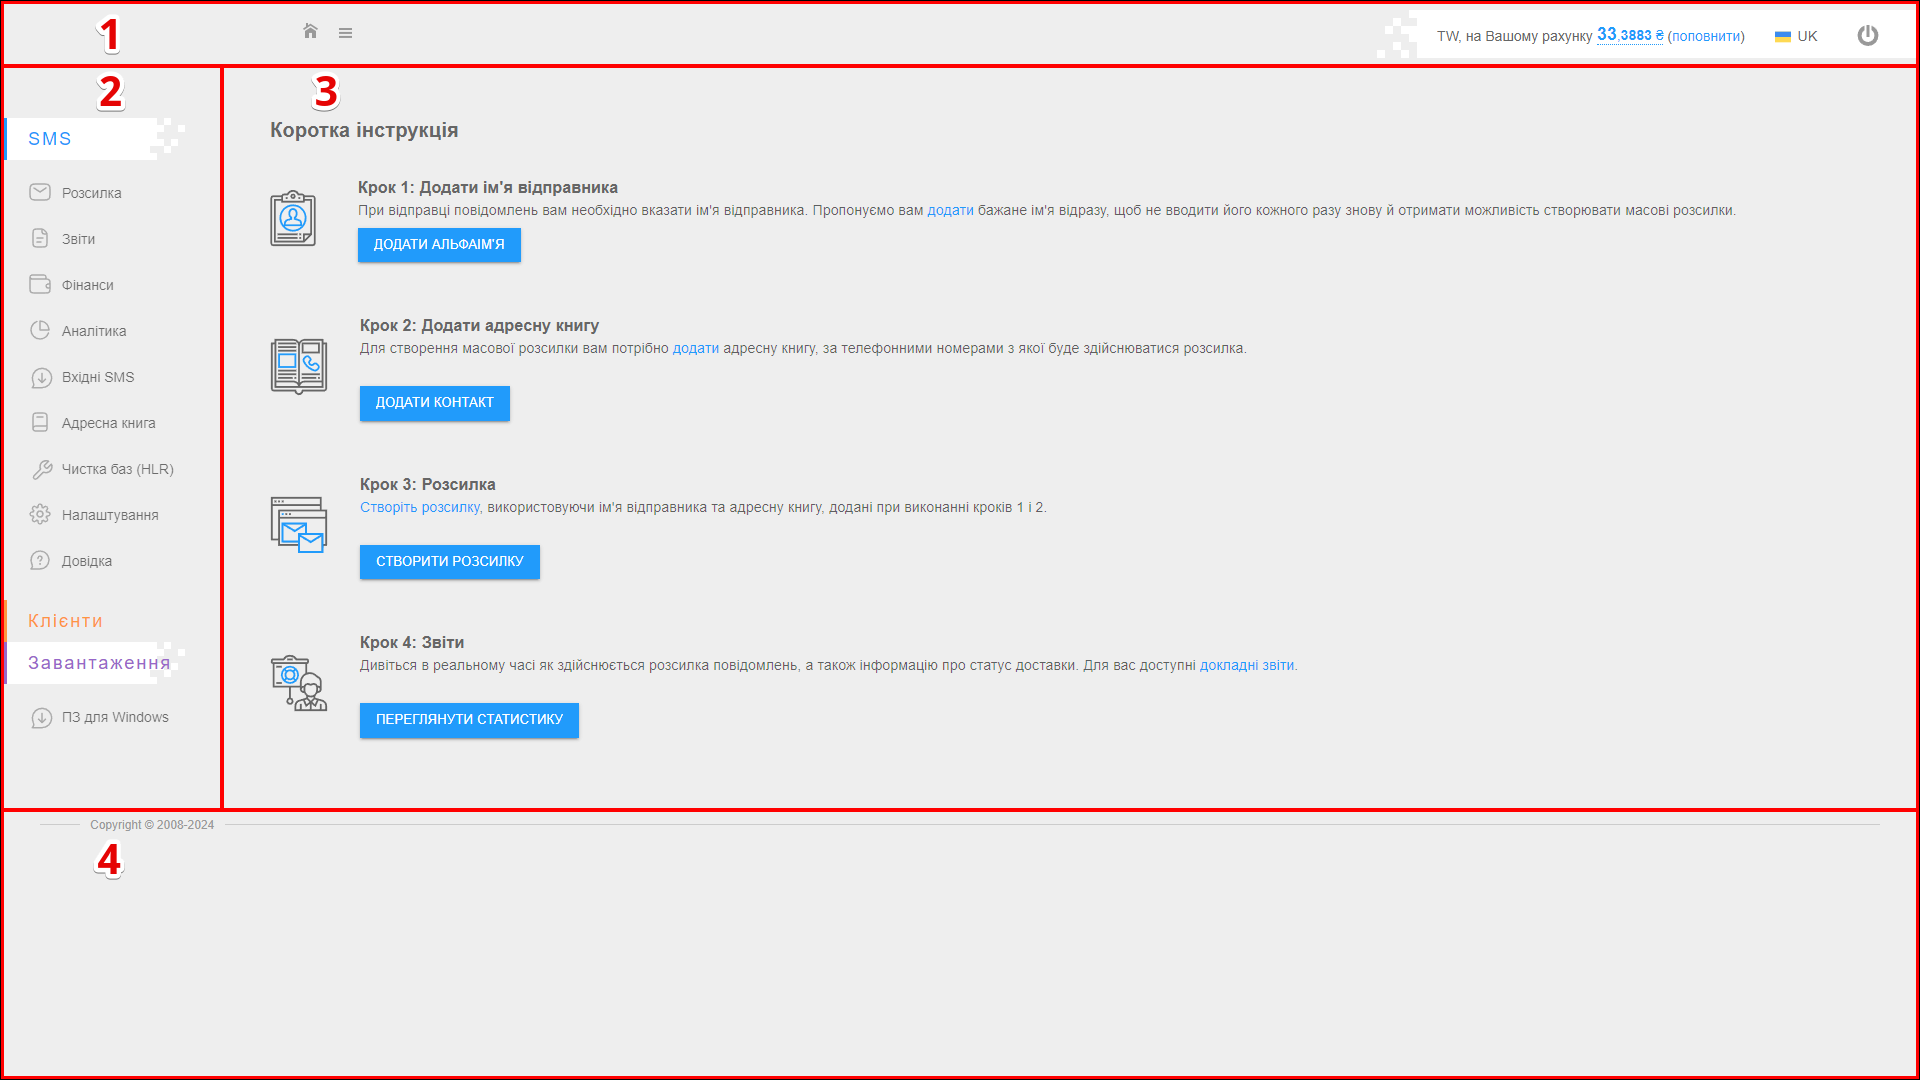 1
TW, на Вашому рахунку 33,3883 ₴ (поповнити)
UK
2
SMS
Розсилка
Звіти
Фінанси
Аналітика
Вхідні SMS
Адресна книга
Чистка баз (HLR)
Налаштування
Довідка
Клієнти
Завантаження
ПЗ для Windows
3
Коротка інструкція
Крок 1: Додати ім'я відправника
При відправці повідомлень вам необхідно вказати ім'я відправника. Пропонуємо вам додати бажане ім'я відразу, щоб не вводити його кожного разу знову й отримати можливість створювати масові розсилки.
ДОДАТИ АЛЬФАІМ'Я
Крок 2: Додати адресну книгу
Для створення масової розсилки вам потрібно додати адресну книгу, за телефонними номерами з якої буде здійснюватися розсилка.
ДОДАТИ КОНТАКТ
Крок 3: Розсилка
Створіть розсилку, використовуючи ім'я відправника та адресну книгу, додані при виконанні кроків 1 і 2.
СТВОРИТИ РОЗСИЛКУ
Крок 4: Звіти
Дивіться в реальному часі як здійснюється розсилка повідомлень, а також інформацію про статус доставки. Для вас доступні докладні звіти.
ПЕРЕГЛЯНУТИ СТАТИСТИКУ
Copyright © 2008-2024
4